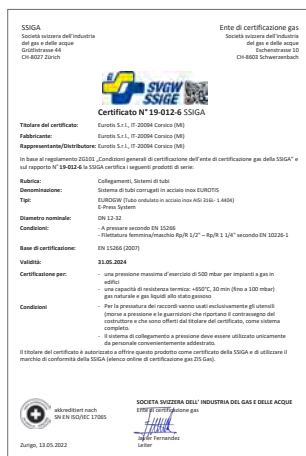 SSIGA
Società svizzera dell'industria
del gas e delle acque
Grütlistrasse 44
CH-8027 Zürich
Ente di certificazione gas
Società svizzera dell'industria
del gas e delle acque
Eschenstrasse 10
CH-8603 Schwerzenbach
SVGW
SSIGE
Certificato N° 19-012-6 SSIGA
Titolare del certificato: Eurotis S.r.l., IT-20094 Corsico (MI)
Fabbricante: Eurotis S.r.l., IT-20094 Corsico (MI)
Rappresentante/Distributore: Eurotis S.r.l., IT-20094 Corsico (MI)
In base al regolamento ZG101 „Condizioni generali di certificazione dell'ente di certificazione gas della SSIGA" e
sul rapporto N° 19-012-6 la SSIGA certifica i seguenti prodotti di serie:
Rubrica: Collegamenti, Sistemi di tubi
Denominazione: Sistema di tubi corrugati in acciaio inox EUROTIS
Tipi: EUROGW (Tubo ondulato in acciaio inox AISI 316L- 1.4404)
E-Press System
Diametro nominale: DN 12-32
Condizioni: - A pressare secondo EN 15266
- Filettatura femmina/maschio Rp/R 1/2" – Rp/R 1 1/4" secondo EN 10226-1
Base di certificazione: EN 15266 (2007)
Validità: 31.05.2024
Certificazione per: - una pressione massima d'esercizio di 500 mbar per impianti a gas in
edifici
- una capacità di resistenza termica: +650°C, 30 min (fino a 100 mbar)
gas naturale e gas liquido allo stato gassoso
Condizioni - Per la pressatura dei raccordi vanno usati esclusivamente gli utensili
(morse a pressione e le guarnizioni che riportano il contrassegno del
costruttore e che sono offerti dal titolare del certificato, come sistema
completo.
- il sistema di collegamento a pressione deve essere utilizzato unicamente
da personale convenientemente addestrato.
Il titolare del certificato è autorizzato a offrire questo prodotto come certificato della SSIGA e di utilizzare il
marchio di conformità della SSIGA (elenco online di certificazione gas ZIS Gas).
akkreditiert nach
SN EN ISO/IEC 17065
SOCIETÀ SVIZZERA DELL' INDUSTRIA DEL GAS E DELLE ACQUE
Ente di certificazione gas
Javier Fernandez
Leiter
Zurigo, 13.05.2022